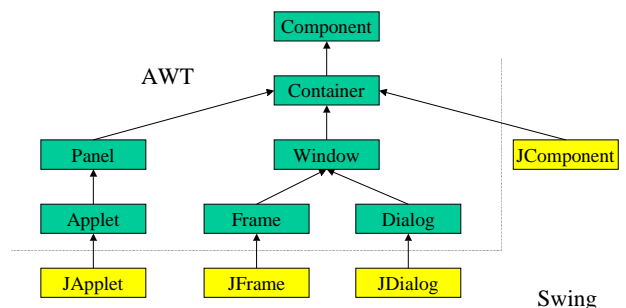 Component
AWT
Container
Panel
Window
JComponent
Applet
Frame
Dialog
JApplet
JFrame
JDialog
Swing